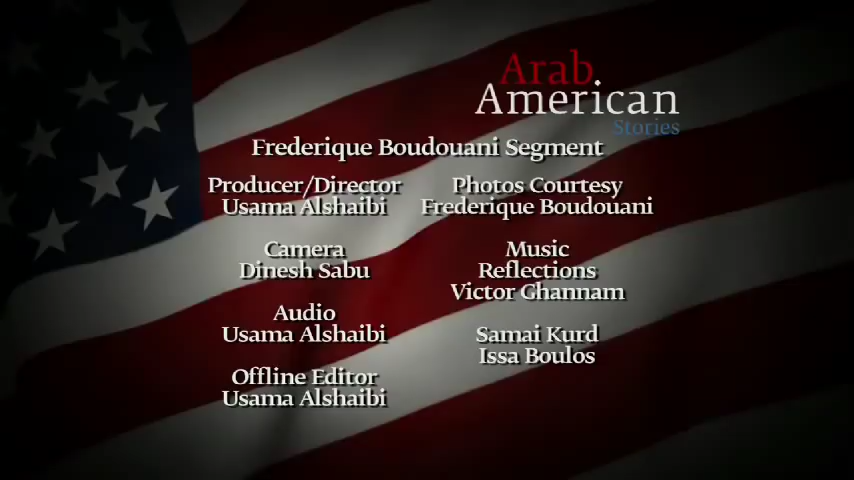 Arab
American
Stories
Frederique Boudouani Segment
Producer/Director
Usama Alshaibi
Camera
Dinesh Sabu
Audio
Usama Alshaibi
Offline Editor
Usama Alshaibi
Photos Courtesy
Frederique Boudouani
Music
Reflections
Victor Ghannam
Samai Kurd
Issa Boulos